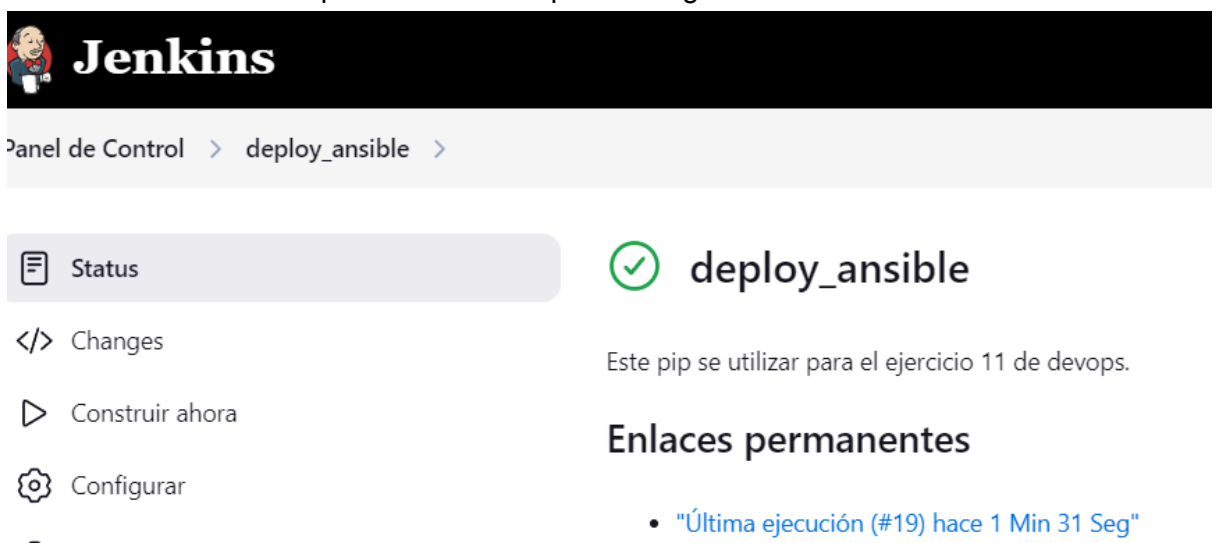 Jenkins
Panel de Control > deploy_ansible >
Status
Changes
Construir ahora
Configurar
deploy_ansible
Este pip se utilizar para el ejercicio 11 de devops.
Enlaces permanentes
"Última ejecución (#19) hace 1 Min 31 Seg"